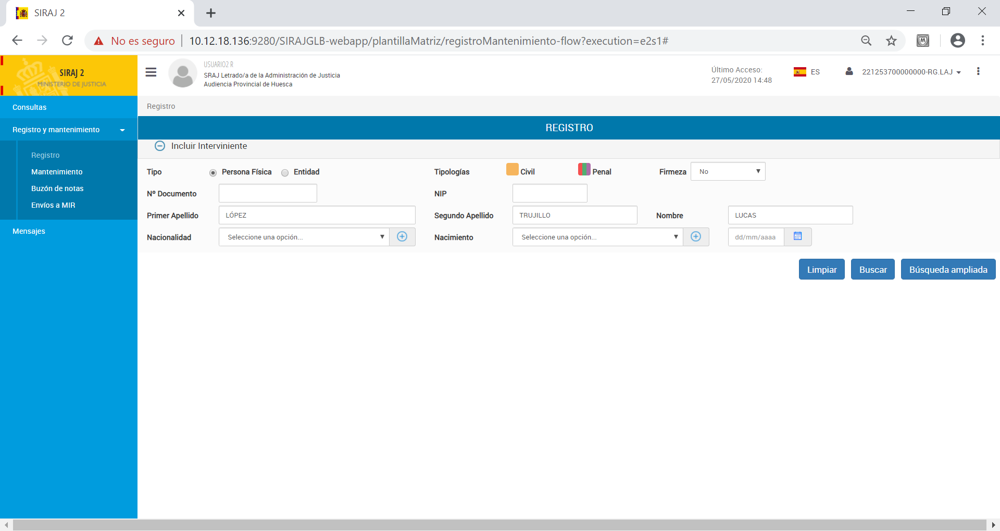 SIRAJ 2
No es seguro 10.12.18.136:9280/SIRAJGLB-webapp/plantillaMatriz/registroMantenimiento-flow?execution=e2s1#
SIRAJ 2
MINISTERIO DE JUSTICIA
USUARIO2 R
SRAJ Letrado/a de la Administración de Justicia
Audiencia Provincial de Huesca
Último Acceso:
27/05/2020 14:48
ES
221253700000000-RG.LAJ
Consultas
Registro y mantenimiento
Registro
Mantenimiento
Buzón de notas
Envíos a MIR
Mensajes
Registro
REGISTRO
Incluir Interviniente
Tipo Persona Física Entidad Tipologías Civil Penal Firmeza No
Nº Documento NIP
Primer Apellido LÓPEZ Segundo Apellido TRUJILLO Nombre LUCAS
Nacionalidad Seleccione una opción... Nacimiento Seleccione una opción... dd/mm/aaaa
Limpiar Buscar Búsqueda ampliada